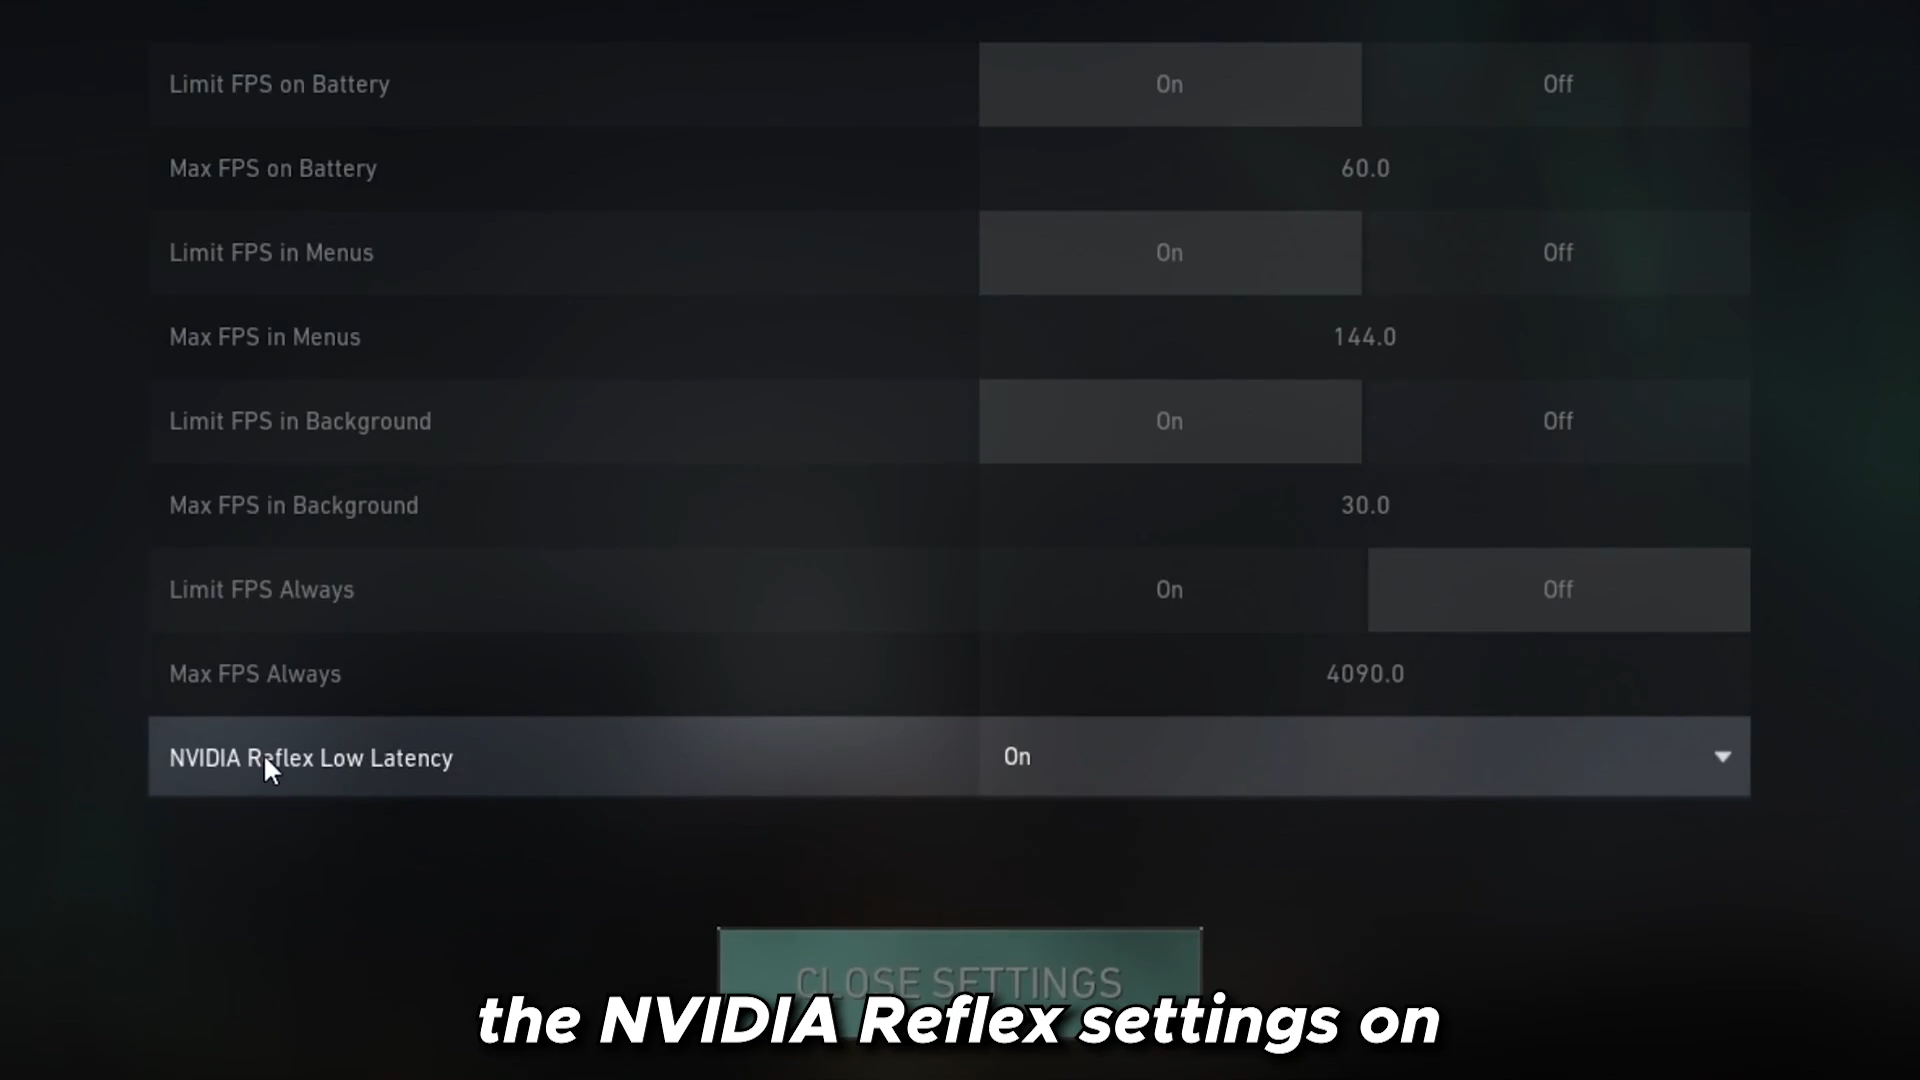 Limit FPS on Battery On Off
Max FPS on Battery 60.0
Limit FPS in Menus On Off
Max FPS in Menus 144.0
Limit FPS in Background On Off
Max FPS in Background 30.0
Limit FPS Always On Off
Max FPS Always 4090.0
NVIDIA Reflex Low Latency On
CLOSE SETTINGS
the NVIDIA Reflex settings on